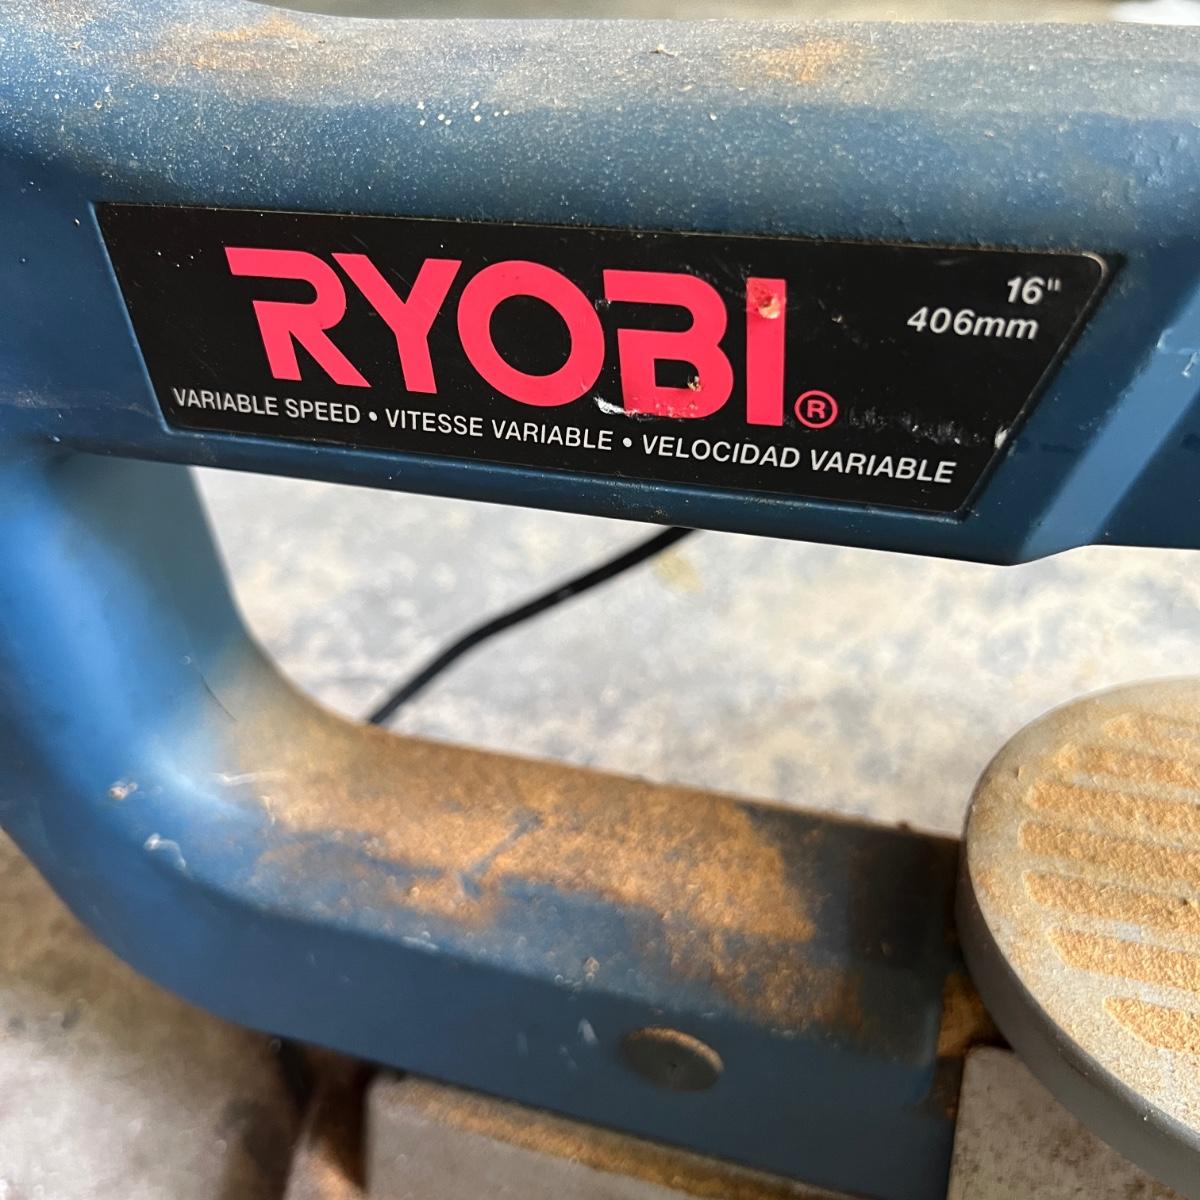 RYOBI®
16"
406mm
VARIABLE SPEED • VITESSE VARIABLE • VELOCIDAD VARIABLE